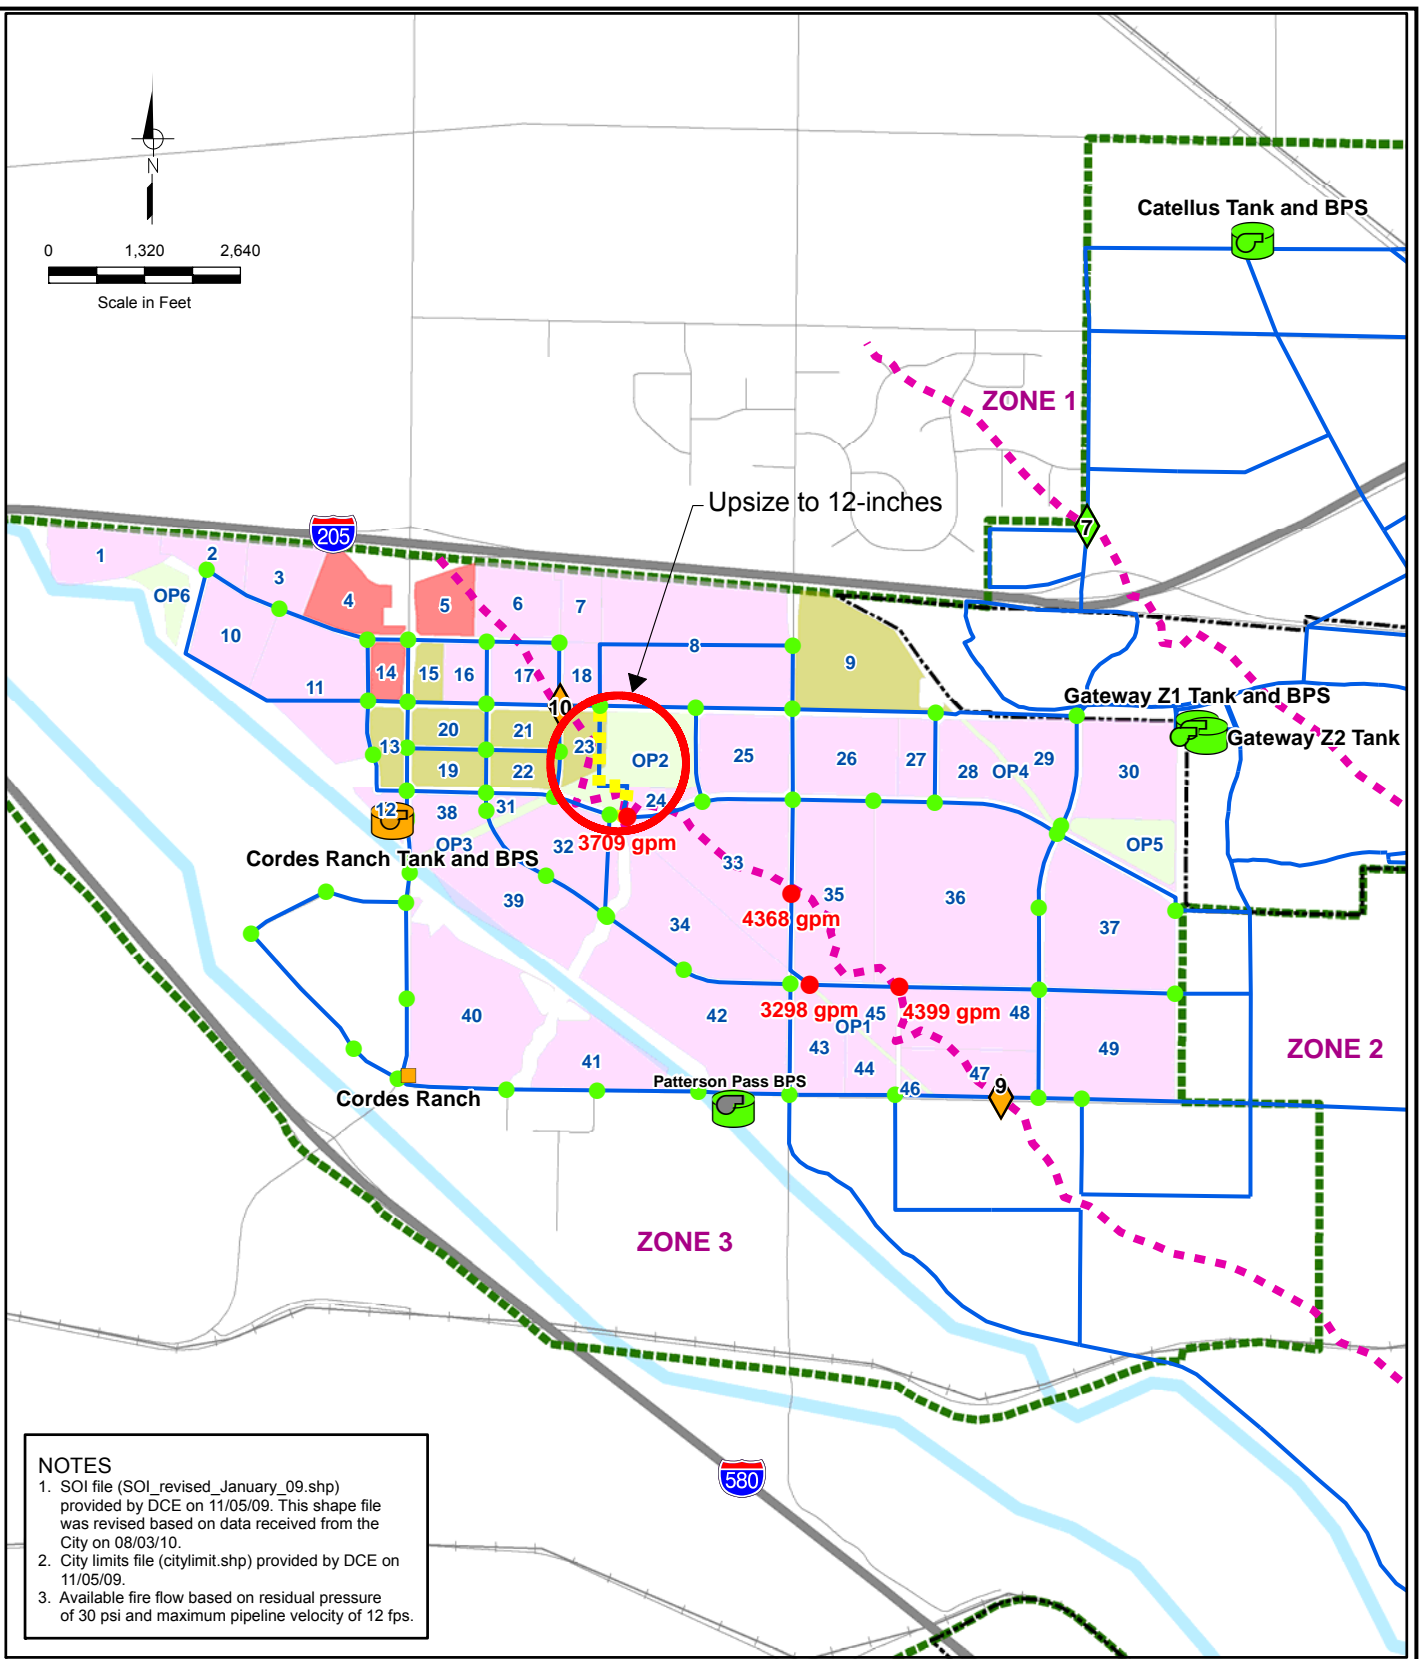 Catellus Tank and BPS
N
0 1,320 2,640
Scale in Feet
ZONE 1
Upsize to 12-inches
7
205
1
2
3
OP6
4
5
6
7
10
8
9
11
14
15
16
17
18
10
Gateway Z1 Tank and BPS
Gateway Z2 Tank
13
20
21
23
OP2
25
26
27
28
OP4
29
30
19
22
24
12
38
31
OP3
32
3709 gpm
33
OP5
Cordes Ranch Tank and BPS
39
34
4368 gpm
35
36
37
40
42
3298 gpm
OP1
45
4399 gpm
48
43
49
ZONE 2
41
44
46
47
9
Patterson Pass BPS
Cordes Ranch
ZONE 3
580
NOTES
1. SOI file (SOI_revised_January_09.shp)
provided by DCE on 11/05/09. This shape file
was revised based on data received from the
City on 08/03/10.
2. City limits file (citylimit.shp) provided by DCE on
11/05/09.
3. Available fire flow based on residual pressure
of 30 psi and maximum pipeline velocity of 12 fps.